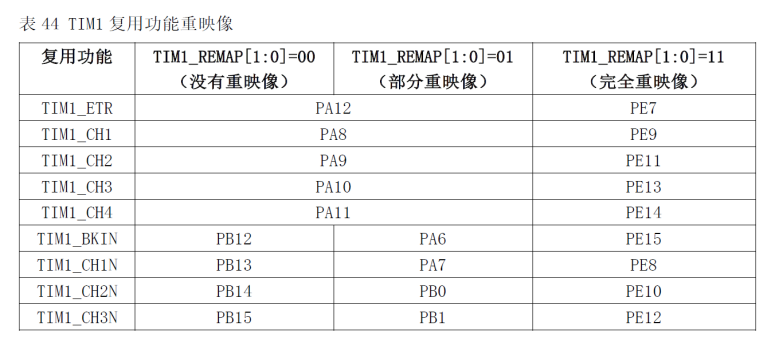 表 44 TIM1 复用功能重映像
复用功能 TIM1_REMAP[1:0]=00 TIM1_REMAP[1:0]=01 TIM1_REMAP[1:0]=11
（没有重映像） （部分重映像） （完全重映像）
TIM1_ETR PA12 PE7
TIM1_CH1 PA8 PE9
TIM1_CH2 PA9 PE11
TIM1_CH3 PA10 PE13
TIM1_CH4 PA11 PE14
TIM1_BKIN PB12 PA6 PE15
TIM1_CH1N PB13 PA7 PE8
TIM1_CH2N PB14 PB0 PE10
TIM1_CH3N PB15 PB1 PE12